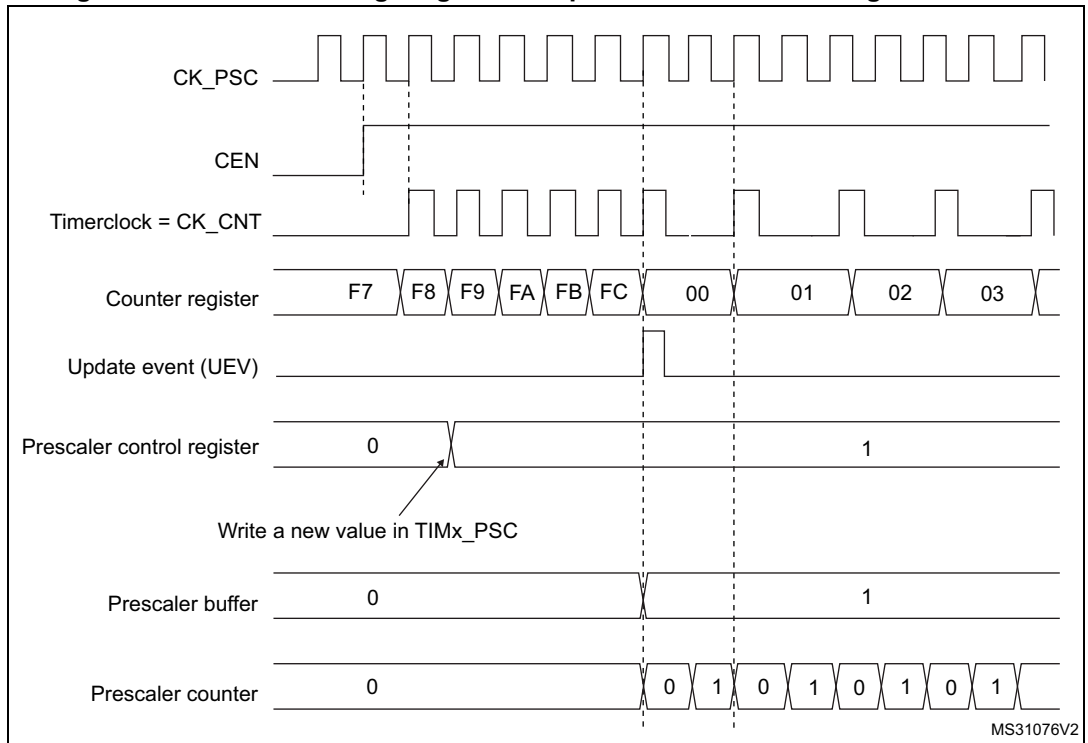 CK_PSC
CEN
Timerclock = CK_CNT
Counter register F7 F8 F9 FA FB FC 00 01 02 03
Update event (UEV)
Prescaler control register 0 1
Write a new value in TIMx_PSC
Prescaler buffer 0 1
Prescaler counter 0 0 1 0 1 0 1 0 1
MS31076V2